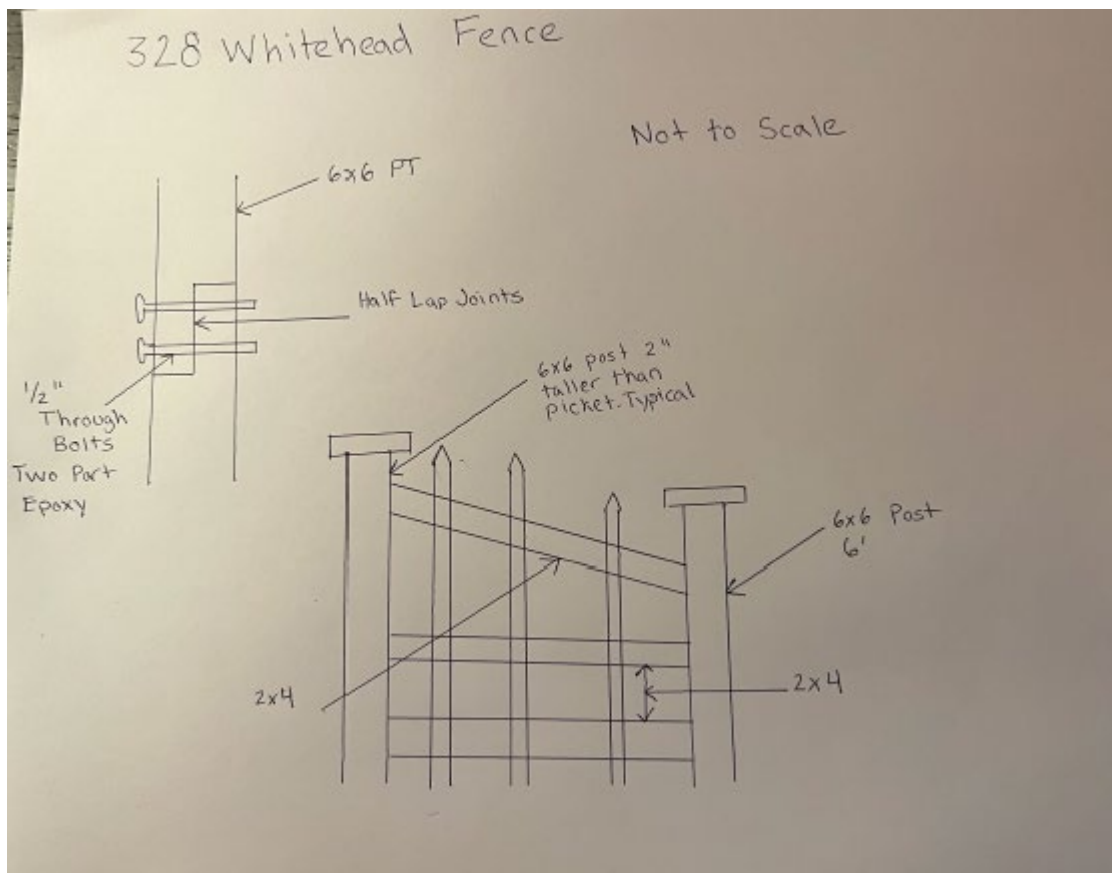 328 Whitehead Fence
Not to Scale
6x6 PT
Half Lap Joints
1/2"
Through
Bolts
Two Part
Epoxy
6x6 post 2"
taller than
picket. Typical
6x6 Post
6'
2x4
2x4